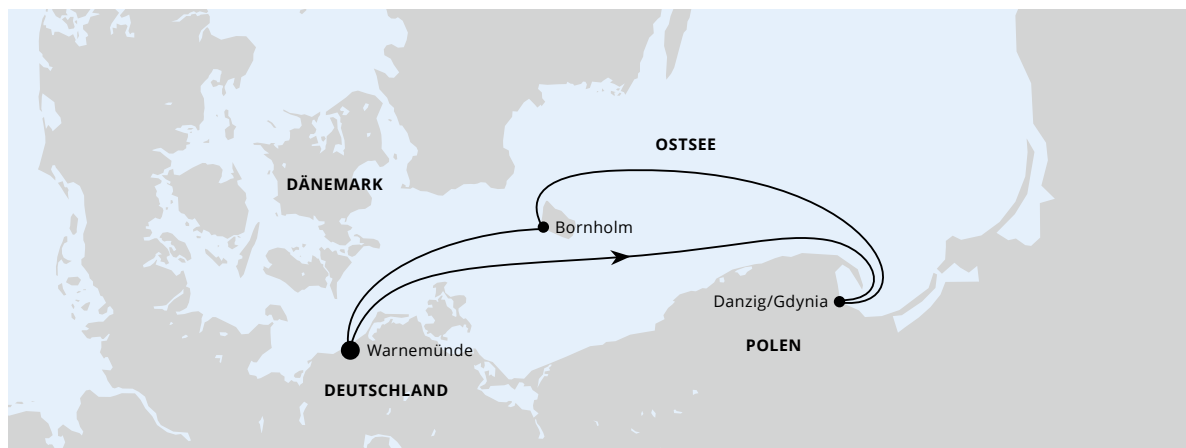 OSTSEE
DÄNEMARK
Bornholm
Danzig/Gdynia
POLEN
Warnemünde
DEUTSCHLAND